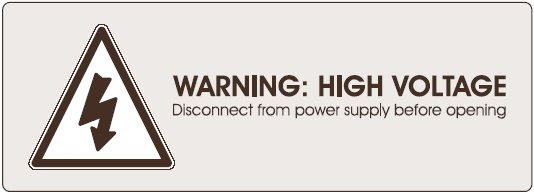 WARNING: HIGH VOLTAGE
Disconnect from power supply before opening